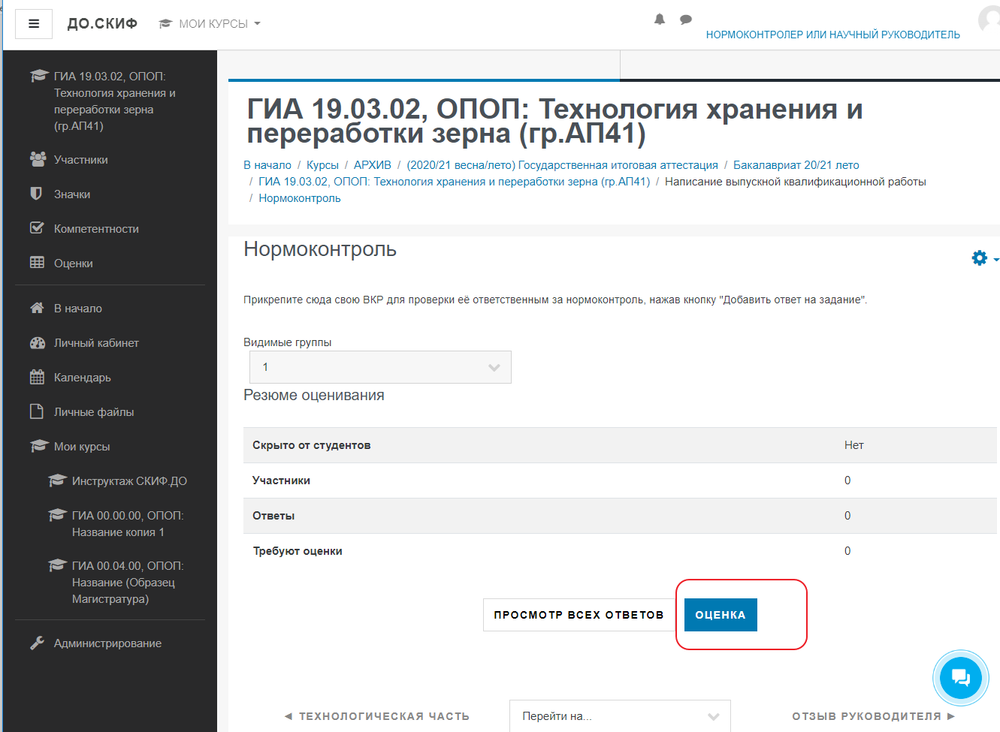 ДО.СКИФ
МОИ КУРСЫ
НОРМОКОНТРОЛЕР ИЛИ НАУЧНЫЙ РУКОВОДИТЕЛЬ
ГИА 19.03.02, ОПОП:
Технология хранения и
переработки зерна
(гр.АП41)
Участники
Значки
Компетентности
Оценки
В начало
Личный кабинет
Календарь
Личные файлы
Мои курсы
Инструктаж СКИФ.ДО
ГИА 00.00.00, ОПОП:
Название копия 1
ГИА 00.04.00, ОПОП:
Название (Образец
Магистратура)
Администрирование
ГИА 19.03.02, ОПОП: Технология хранения и
переработки зерна (гр.АП41)
В начало / Курсы / АРХИВ / (2020/21 весна/лето) Государственная итоговая аттестация / Бакалавриат 20/21 лето
/ ГИА 19.03.02, ОПОП: Технология хранения и переработки зерна (гр.АП41) / Написание выпускной квалификационной работы
/ Нормоконтроль
Нормоконтроль
Прикрепите сюда свою ВКР для проверки её ответственным за нормоконтроль, нажав кнопку "Добавить ответ на задание".
Видимые группы
1
Резюме оценивания
Скрыто от студентов Нет
Участники 0
Ответы 0
Требуют оценки 0
ПРОСМОТР ВСЕХ ОТВЕТОВ ОЦЕНКА
◄ ТЕХНОЛОГИЧЕСКАЯ ЧАСТЬ Перейти на... ОТЗЫВ РУКОВОДИТЕЛЯ ►